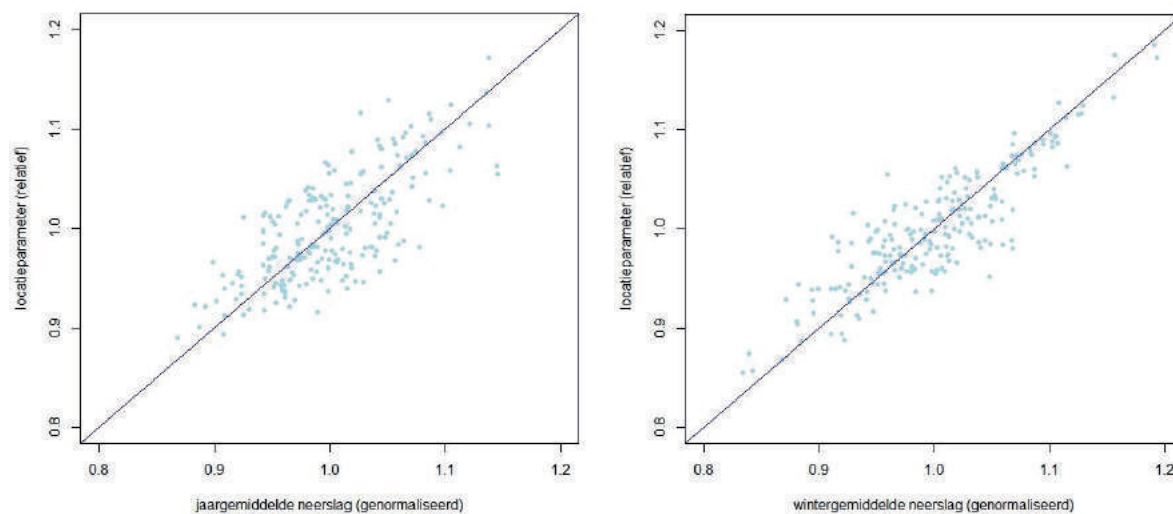 1.2
1.1
1.0
0.9
0.8
locatieparameter (relatief)
0.8 0.9 1.0 1.1 1.2
jaargemiddelde neerslag (genormaliseerd)
1.2
1.1
1.0
0.9
0.8
locatieparameter (relatief)
0.8 0.9 1.0 1.1 1.2
wintergemiddelde neerslag (genormaliseerd)